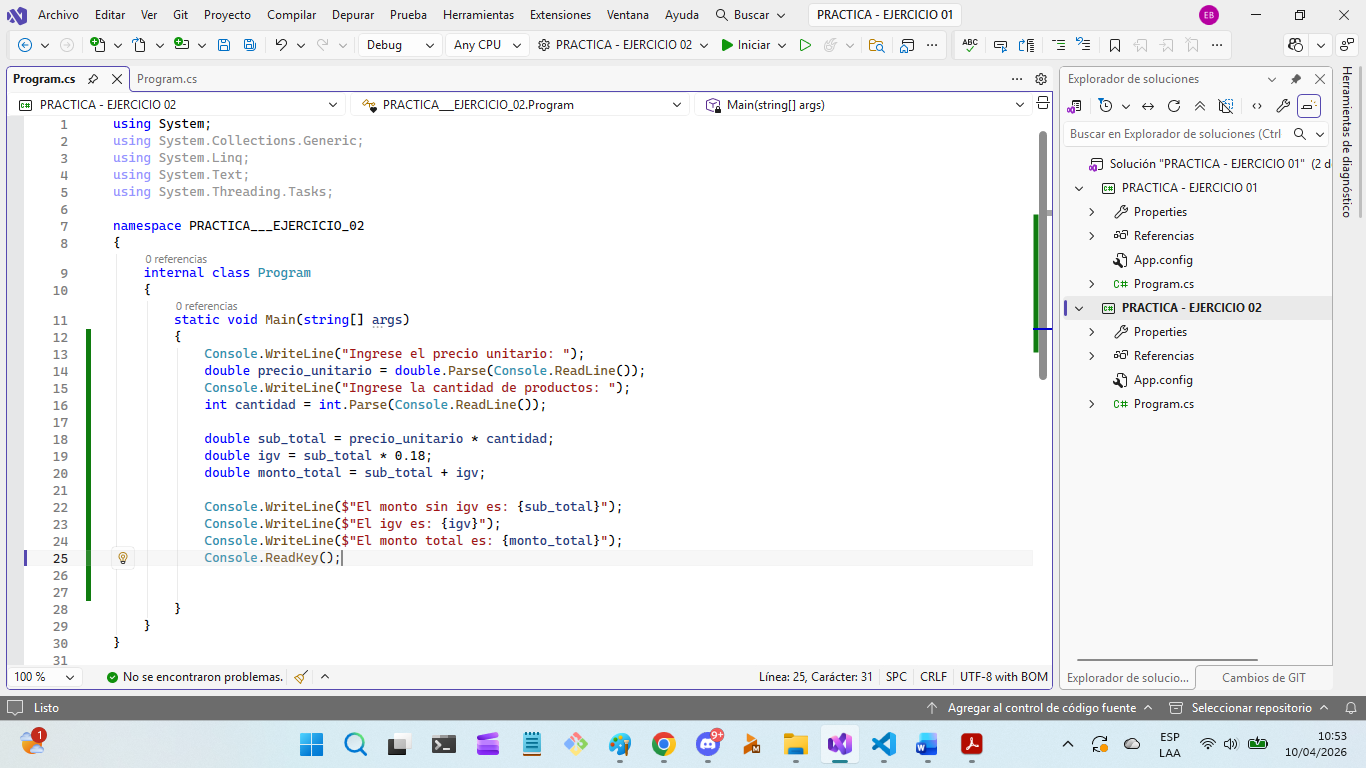 Archivo Editar Ver Git Proyecto Compilar Depurar Prueba Herramientas Extensiones Ventana Ayuda Buscar PRACTICA - EJERCICIO 01 EB
Debug Any CPU PRACTICA - EJERCICIO 02 Iniciar
Program.cs Program.cs
PRACTICA - EJERCICIO 02 PRACTICA___EJERCICIO_02.Program Main(string[] args)
1 using System;
2 using System.Collections.Generic;
3 using System.Linq;
4 using System.Text;
5 using System.Threading.Tasks;
6
7 namespace PRACTICA___EJERCICIO_02
8 {
0 referencias
9 internal class Program
10 {
0 referencias
11 static void Main(string[] args)
12 {
13 Console.WriteLine("Ingrese el precio unitario: ");
14 double precio_unitario = double.Parse(Console.ReadLine());
15 Console.WriteLine("Ingrese la cantidad de productos: ");
16 int cantidad = int.Parse(Console.ReadLine());
17
18 double sub_total = precio_unitario * cantidad;
19 double igv = sub_total * 0.18;
20 double monto_total = sub_total + igv;
21
22 Console.WriteLine($"El monto sin igv es: {sub_total}");
23 Console.WriteLine($"El igv es: {igv}");
24 Console.WriteLine($"El monto total es: {monto_total}");
25 Console.ReadKey();
26
27
28 }
29 }
30 }
31
100 % No se encontraron problemas. Línea: 25, Carácter: 31 SPC CRLF UTF-8 with BOM
Explorador de soluciones
Buscar en Explorador de soluciones (Ctrl
Solución "PRACTICA - EJERCICIO 01" (2 d
PRACTICA - EJERCICIO 01
Properties
Referencias
App.config
C# Program.cs
PRACTICA - EJERCICIO 02
Properties
Referencias
App.config
C# Program.cs
Explorador de solucio... Cambios de GIT
Herramientas de diagnóstico
Listo Agregar al control de código fuente Seleccionar repositorio
1 9+ ESP
LAA
10:53
10/04/2026